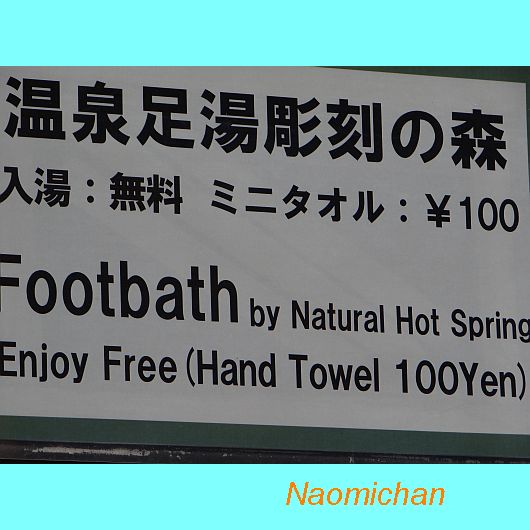 温泉足湯彫刻の森
入湯：無料 ミニタオル：￥100
Footbath by Natural Hot Spring
Enjoy Free (Hand Towel 100Yen)
Naomichan